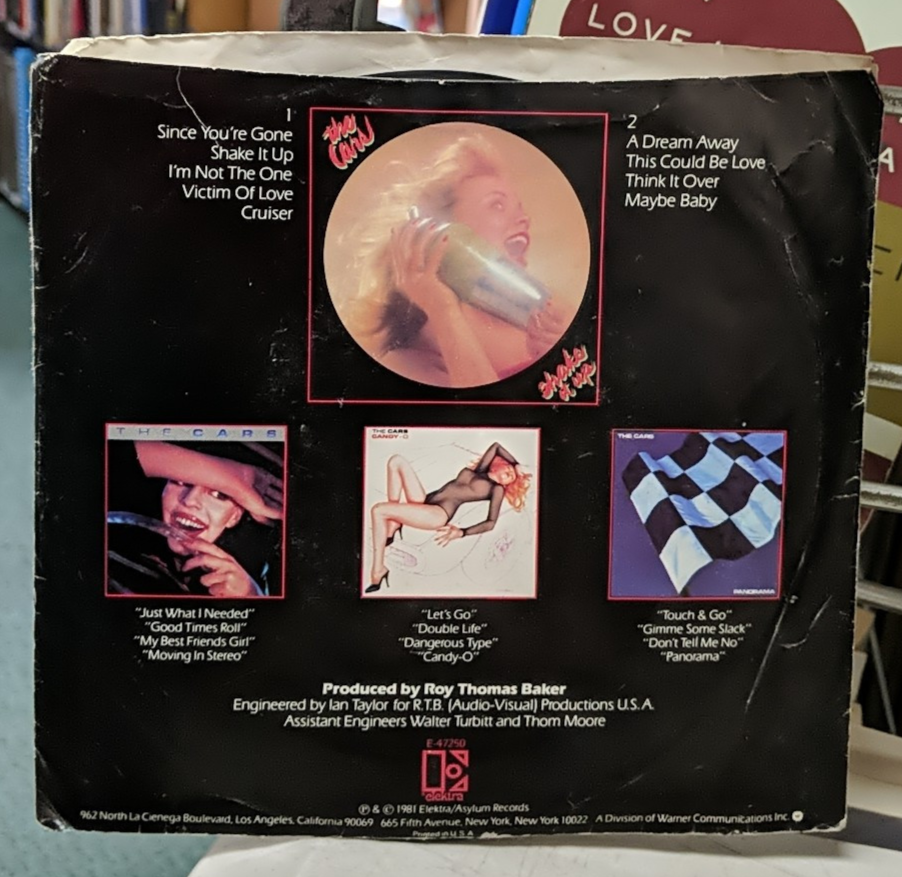 LOVE
1
Since You're Gone
Shake It Up
I'm Not The One
Victim Of Love
Cruiser
the Cars
shake it up
2
A Dream Away
This Could Be Love
Think It Over
Maybe Baby
THE CARS
"Just What I Needed"
"Good Times Roll"
"My Best Friends Girl"
"Moving In Stereo"
THE CARS
CANDY-O
"Let's Go"
"Double Life"
"Dangerous Type"
"Candy-O"
THE CARS
PANORAMA
"Touch & Go"
"Gimme Some Slack"
"Don't Tell Me No"
"Panorama"
Produced by Roy Thomas Baker
Engineered by Ian Taylor for R.T.B. (Audio-Visual) Productions U.S.A.
Assistant Engineers Walter Turbitt and Thom Moore
E-47250
elektra
℗ & © 1981 Elektra/Asylum Records
962 North La Cienega Boulevard, Los Angeles, California 90069 665 Fifth Avenue, New York, New York 10022 A Division of Warner Communications Inc.
Printed in U.S.A.